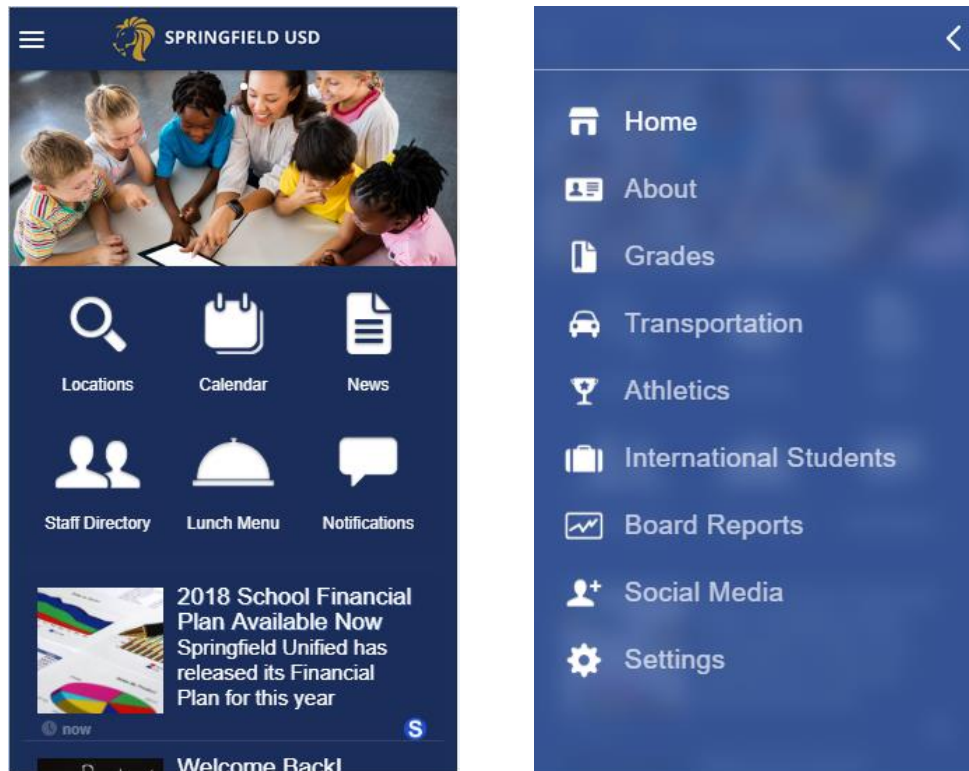 SPRINGFIELD USD
Locations
Calendar
News
Staff Directory
Lunch Menu
Notifications
2018 School Financial
Plan Available Now
Springfield Unified has
released its Financial
Plan for this year
now
S
Welcome Back!
Home
About
Grades
Transportation
Athletics
International Students
Board Reports
Social Media
Settings